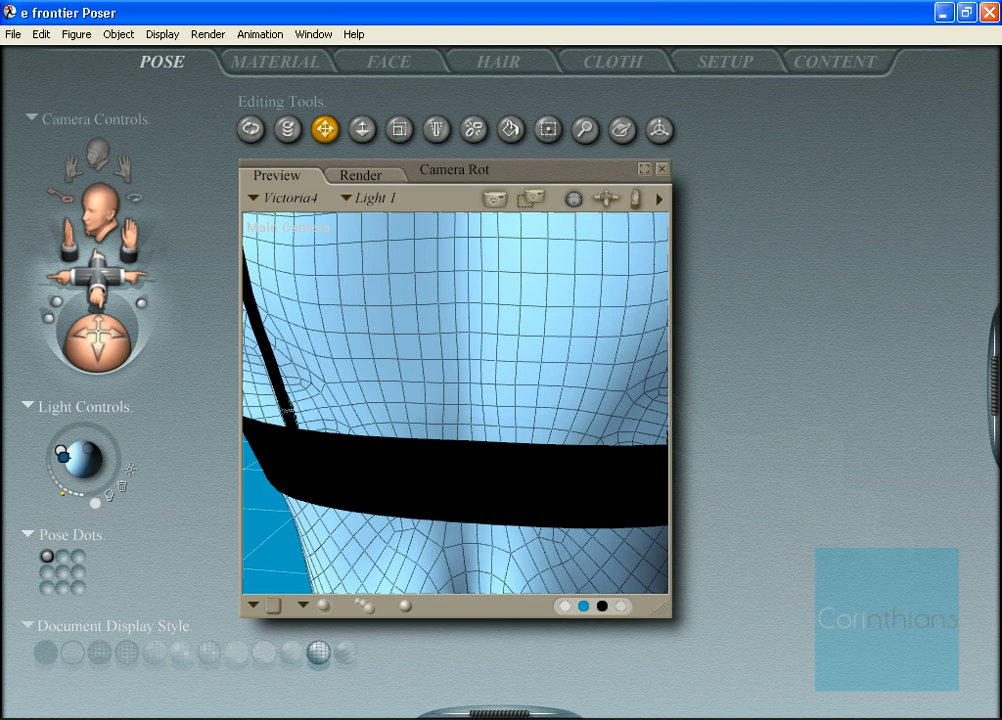 e frontier Poser
File Edit Figure Object Display Render Animation Window Help
POSE MATERIAL FACE HAIR CLOTH SETUP CONTENT
Editing Tools.
Camera Controls.
Preview Render Camera Rot
Victoria4 Light 1
Main Camera
Light Controls.
Pose Dots.
Corinthians
Document Display Style.